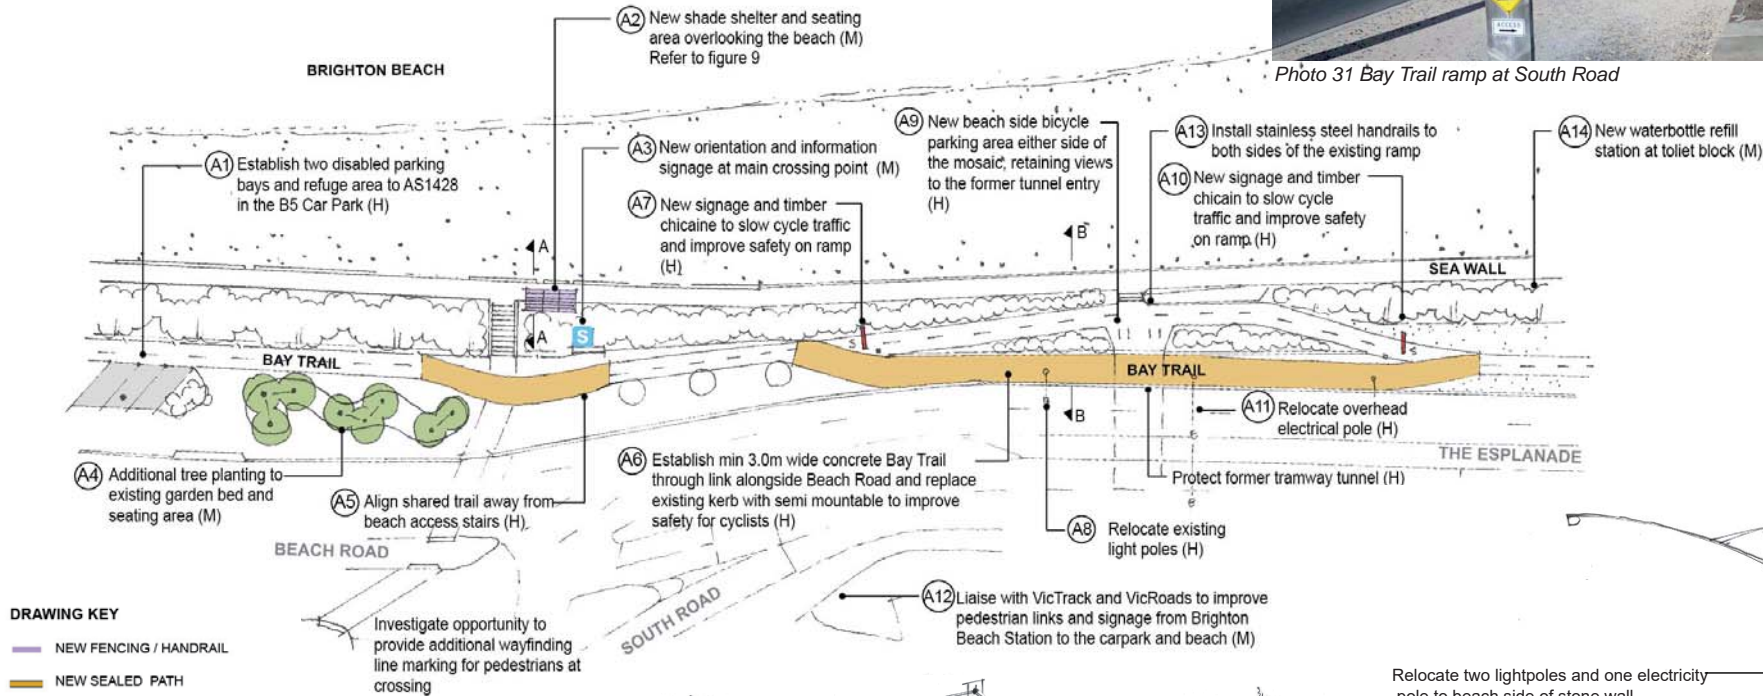 ACCESS
Photo 31 Bay Trail ramp at South Road
A2 New shade shelter and seating
area overlooking the beach (M)
Refer to figure 9
BRIGHTON BEACH
A1 Establish two disabled parking
bays and refuge area to AS1428
in the B5 Car Park (H)
A3 New orientation and information
signage at main crossing point (M)
A7 New signage and timber
chicaine to slow cycle traffic
and improve safety on ramp
(H)
A9 New beach side bicycle
parking area either side of
the mosaic, retaining views
to the former tunnel entry
(H)
A13 Install stainless steel handrails to
both sides of the existing ramp
A10 New signage and timber
chicain to slow cycle
traffic and improve safety
on ramp (H)
A14 New waterbottle refill
station at toliet block (M)
A
B
SEA WALL
S
A
S
S
BAY TRAIL
BAY TRAIL
B
A11 Relocate overhead
electrical pole (H)
THE ESPLANADE
A4 Additional tree planting to
existing garden bed and
seating area (M)
A5 Align shared trail away from
beach access stairs (H)
A6 Establish min 3.0m wide concrete Bay Trail
through link alongside Beach Road and replace
existing kerb with semi mountable to improve
safety for cyclists (H)
Protect former tramway tunnel (H)
A8 Relocate existing
light poles (H)
BEACH ROAD
SOUTH ROAD
A12 Liaise with VicTrack and VicRoads to improve
pedestrian links and signage from Brighton
Beach Station to the carpark and beach (M)
DRAWING KEY
NEW FENCING / HANDRAIL
NEW SEALED PATH
Investigate opportunity to
provide additional wayfinding
line marking for pedestrians at
crossing
Relocate two lightpoles and one electricity
pole to beach side of stone wall